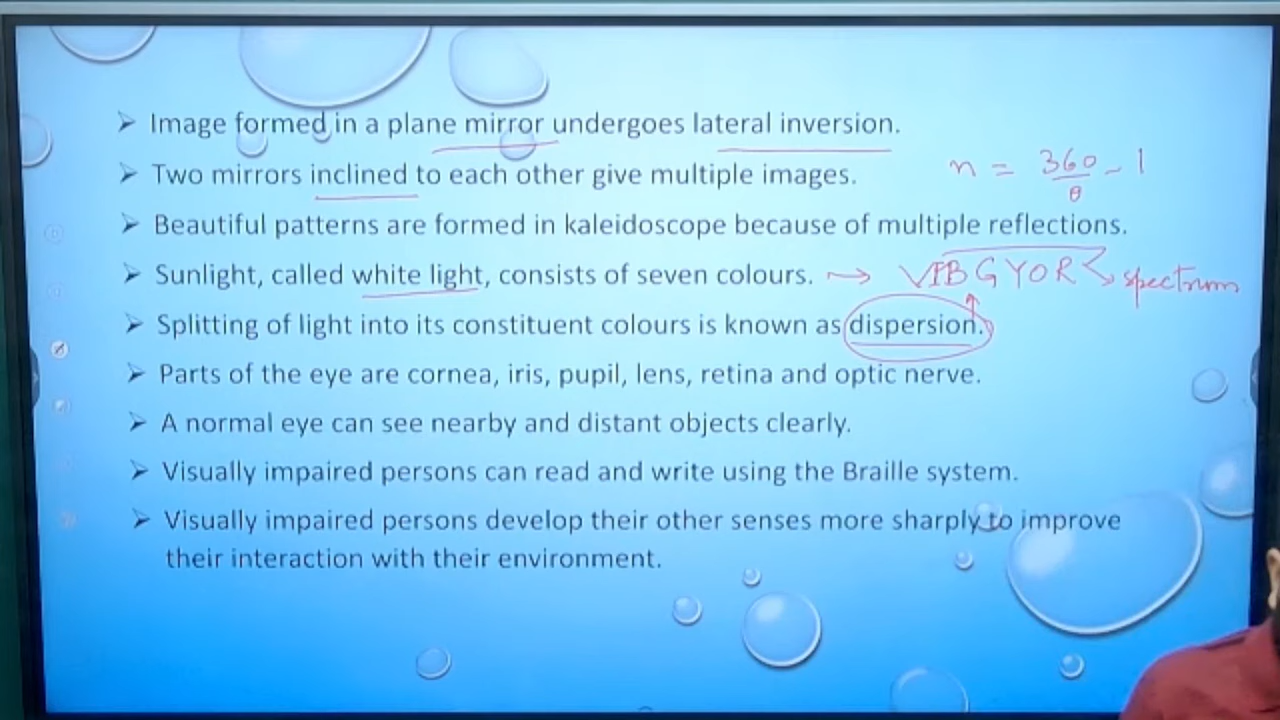 ➢ Image formed in a plane mirror undergoes lateral inversion.
➢ Two mirrors inclined to each other give multiple images. n = 360/θ - 1
➢ Beautiful patterns are formed in kaleidoscope because of multiple reflections.
➢ Sunlight, called white light, consists of seven colours. → VIBGYOR spectrum
➢ Splitting of light into its constituent colours is known as dispersion.
➢ Parts of the eye are cornea, iris, pupil, lens, retina and optic nerve.
➢ A normal eye can see nearby and distant objects clearly.
➢ Visually impaired persons can read and write using the Braille system.
➢ Visually impaired persons develop their other senses more sharply to improve
their interaction with their environment.